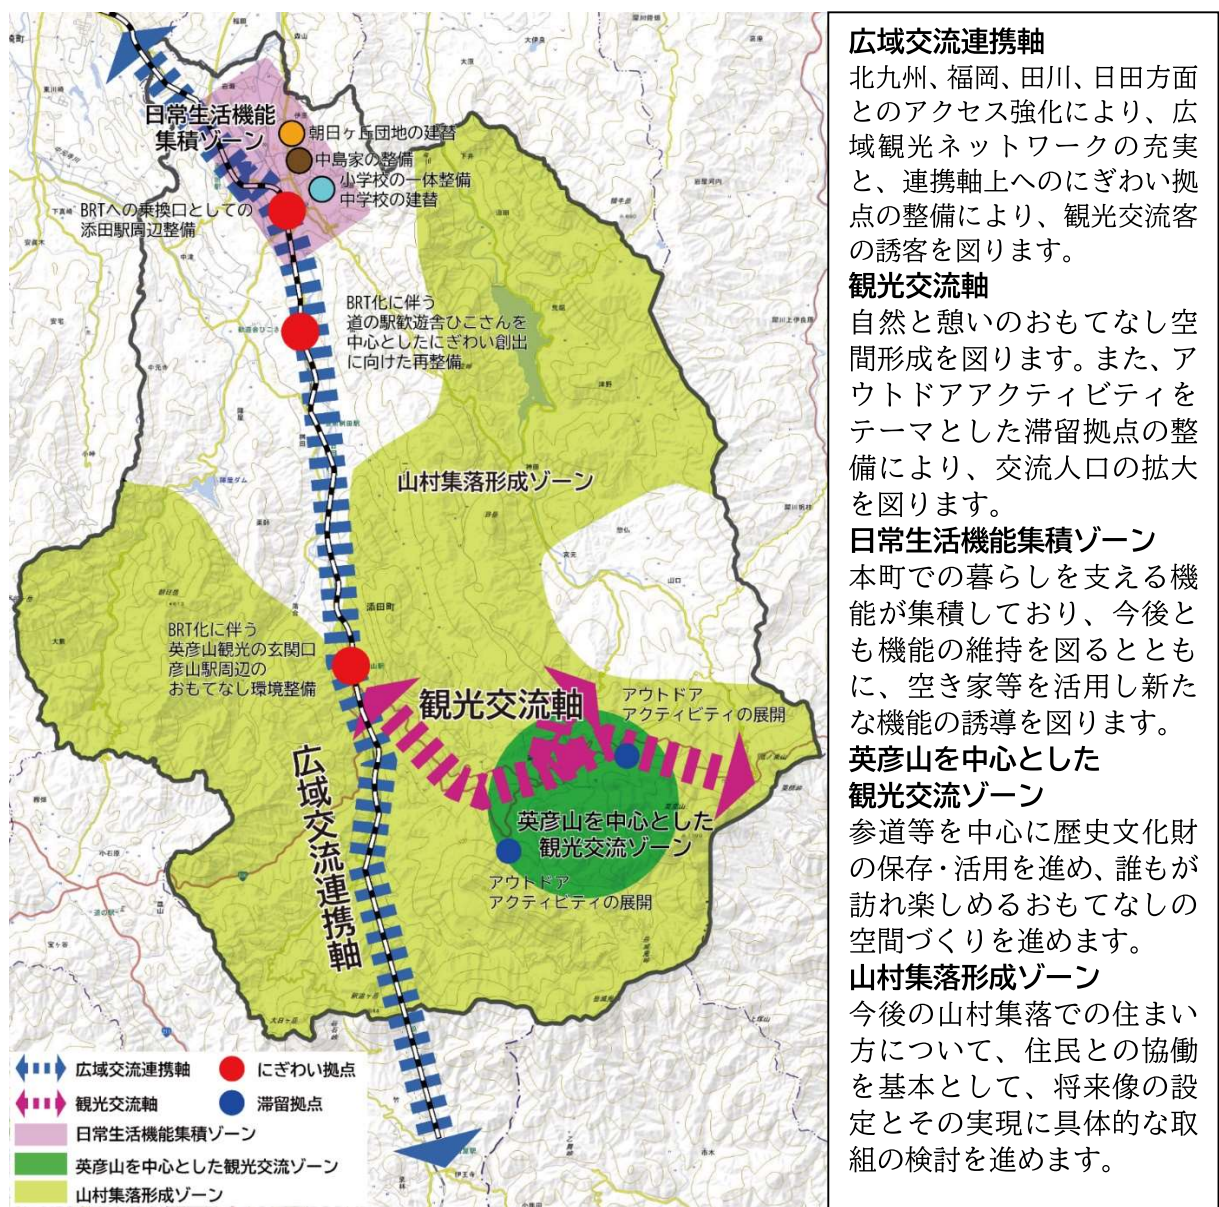 日常生活機能
集積ゾーン
朝日ヶ丘団地の建替
中島家の整備
小学校の一体整備
中学校の建替
BRTへの乗換口としての
添田駅周辺整備
BRT化に伴う
道の駅歓遊舎ひこさんを
中心としたにぎわい創出
に向けた再整備
山村集落形成ゾーン
添田町
BRT化に伴う
英彦山観光の玄関口
彦山駅周辺の
おもてなし環境整備
観光交流軸
アウトドア
アクティビティの展開
広域交流連携軸
英彦山を中心とした
観光交流ゾーン
アウトドア
アクティビティの展開
広域交流連携軸
にぎわい拠点
観光交流軸
滞留拠点
日常生活機能集積ゾーン
英彦山を中心とした観光交流ゾーン
山村集落形成ゾーン
広域交流連携軸
北九州、福岡、田川、日田方面
とのアクセス強化により、広
域観光ネットワークの充実
と、連携軸上へのにぎわい拠
点の整備により、観光交流客
の誘客を図ります。
観光交流軸
自然と憩いのおもてなし空
間形成を図ります。また、ア
ウトドアアクティビティを
テーマとした滞留拠点の整
備により、交流人口の拡大
を図ります。
日常生活機能集積ゾーン
本町での暮らしを支える機
能が集積しており、今後と
も機能の維持を図るととも
に、空き家等を活用し新た
な機能の誘導を図ります。
英彦山を中心とした
観光交流ゾーン
参道等を中心に歴史文化財
の保存・活用を進め、誰もが
訪れ楽しめるおもてなしの
空間づくりを進めます。
山村集落形成ゾーン
今後の山村集落での住まい
方について、住民との協働
を基本として、将来像の設
定とその実現に具体的な取
組の検討を進めます。